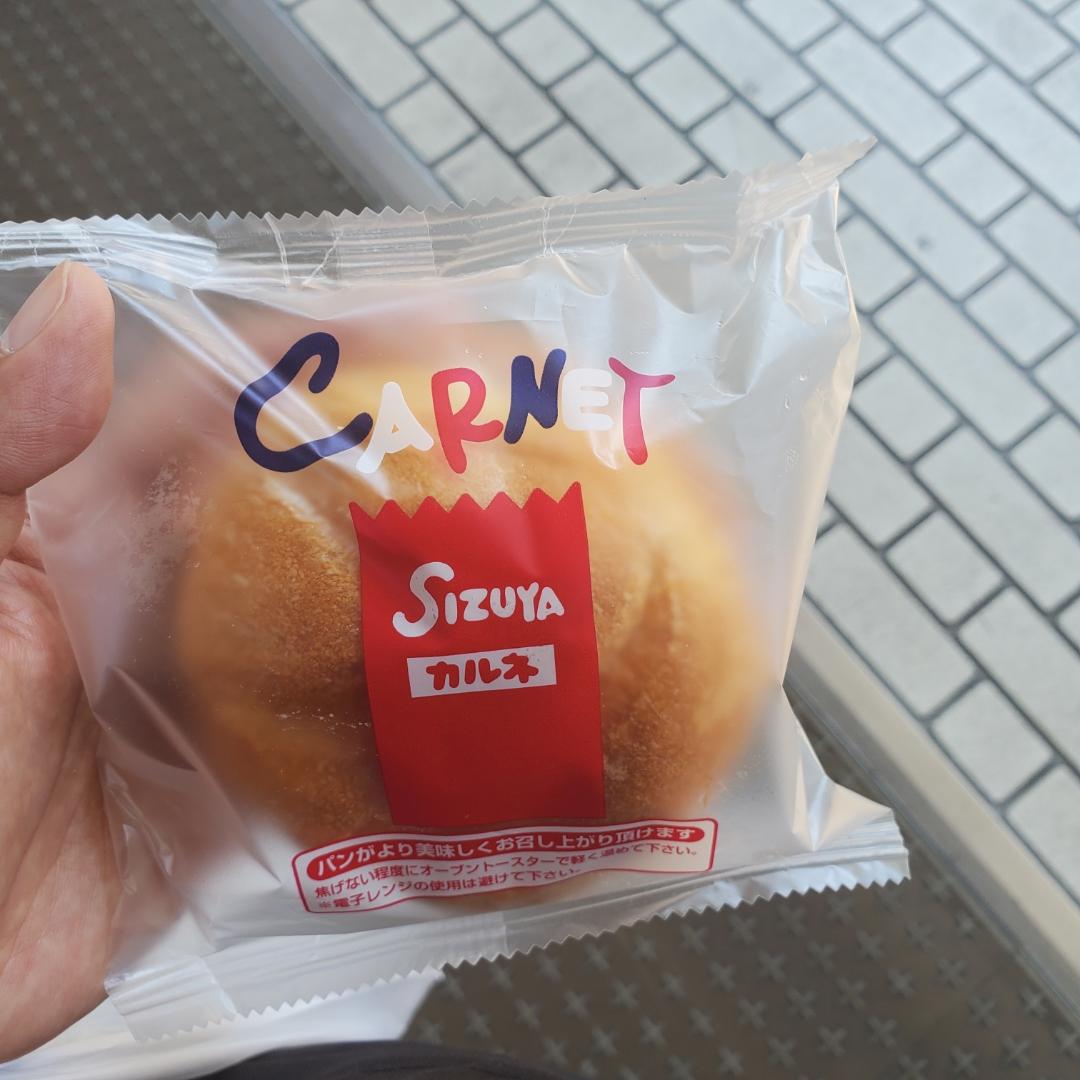 CARNET
SIZUYA
カルネ
パンがより美味しくお召し上がり頂けます
焦げない程度にオーブントースターで軽く温めて下さい。
※電子レンジの使用は避けて下さい。